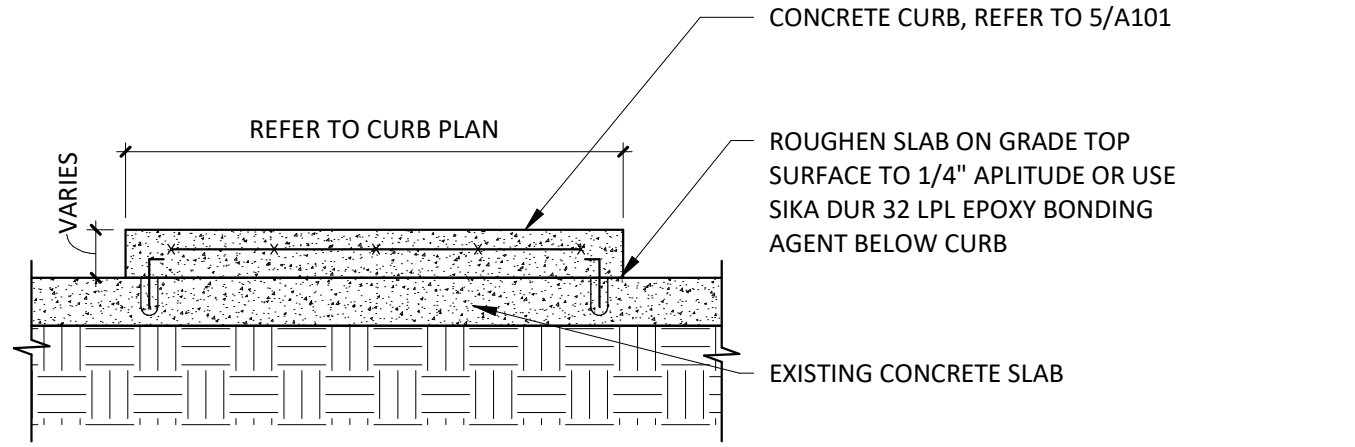 CONCRETE CURB, REFER TO 5/A101
REFER TO CURB PLAN
VARIES
ROUGHEN SLAB ON GRADE TOP
SURFACE TO 1/4" APLITUDE OR USE
SIKA DUR 32 LPL EPOXY BONDING
AGENT BELOW CURB
EXISTING CONCRETE SLAB